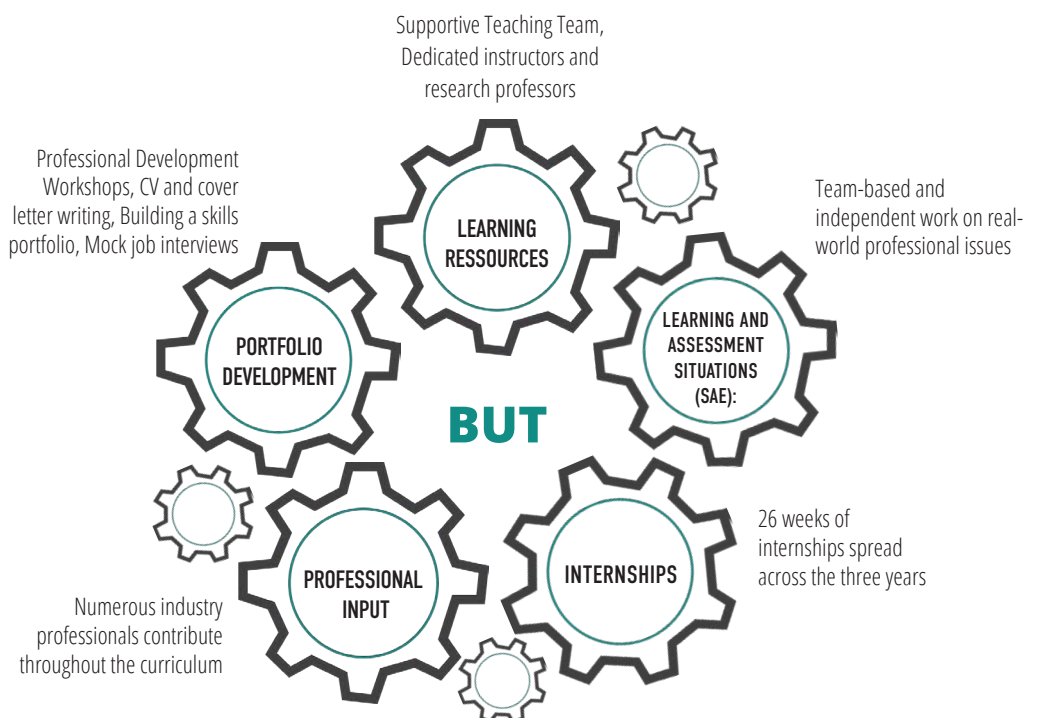 Supportive Teaching Team,
Dedicated instructors and
research professors
LEARNING
RESSOURCES
Professional Development
Workshops, CV and cover
letter writing, Building a skills
portfolio, Mock job interviews
PORTFOLIO
DEVELOPMENT
Team-based and
independent work on real-
world professional issues
LEARNING AND
ASSESSMENT
SITUATIONS
(SAE):
BUT
Numerous industry
professionals contribute
throughout the curriculum
PROFESSIONAL
INPUT
INTERNSHIPS
26 weeks of
internships spread
across the three years